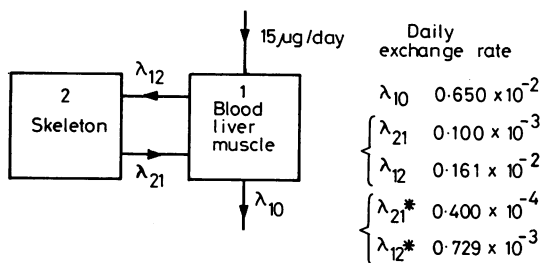 15µg/day
λ12
2
Skeleton
λ21
1
Blood
liver
muscle
λ10
Daily
exchange rate
λ10 0·650 ×10-2
λ21 0·100 ×10-3
λ12 0·161 ×10-2
λ21* 0·400 × 10-4
λ12* 0·729 ×10-3